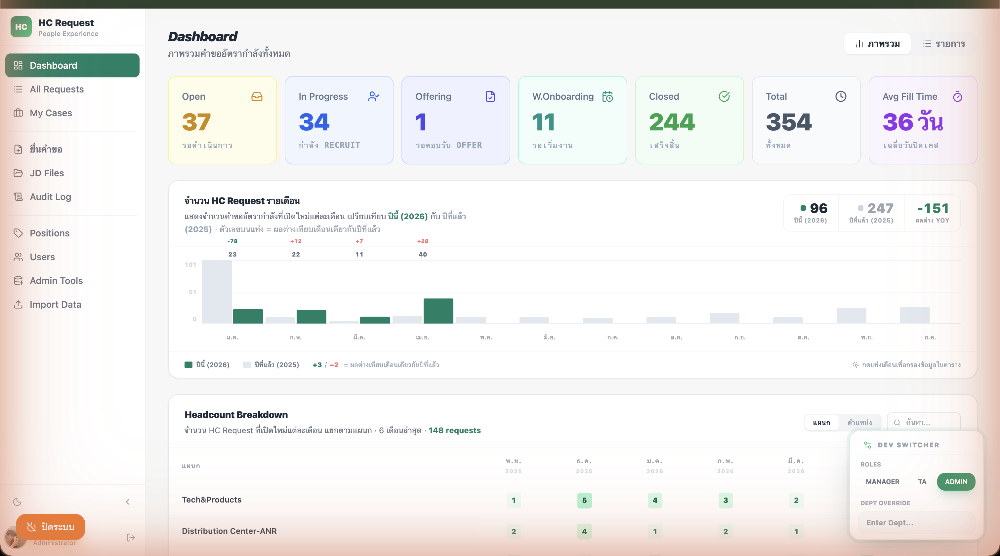 HC
HC Request
People Experience
Dashboard
All Requests
My Cases
ยื่นคำขอ
JD Files
Audit Log
Positions
Users
Admin Tools
Import Data
ปิดระบบ
Administrator
Dashboard
ภาพรวมคำขออัตรากำลังทั้งหมด
ภาพรวม
รายการ
Open
37
รอดำเนินการ
In Progress
34
กำลัง RECRUIT
Offering
1
รอตอบรับ OFFER
W.Onboarding
11
รอเริ่มงาน
Closed
244
เสร็จสิ้น
Total
354
ทั้งหมด
Avg Fill Time
36 วัน
เฉลี่ยวันปิดเคส
จำนวน HC Request รายเดือน
แสดงจำนวนคำขออัตรากำลังที่เปิดใหม่แต่ละเดือน เปรียบเทียบ ปีนี้ (2026) กับ ปีที่แล้ว
(2025) · ตัวเลขบนแท่ง = ผลต่างเทียบเดือนเดียวกันปีที่แล้ว
96
ปีนี้ (2026)
247
ปีที่แล้ว (2025)
-151
ผลต่าง YOY
-78 +12 +7 +28
23 22 11 40
101
51
0
ม.ค. ก.พ. มี.ค. เม.ย. พ.ค. มิ.ย. ก.ค. ส.ค. ก.ย. ต.ค. พ.ย. ธ.ค.
ปีนี้ (2026) ปีที่แล้ว (2025) +3 / −2 = ผลต่างเทียบเดือนเดียวกันปีที่แล้ว
กดแท่งเดือนเพื่อกรองข้อมูลในตาราง
Headcount Breakdown
จำนวน HC Request ที่เปิดใหม่แต่ละเดือน แยกตามแผนก · 6 เดือนล่าสุด · 148 requests
แผนก
ตำแหน่ง
ค้นหา...
แผนก พ.ย. ธ.ค. ม.ค. ก.พ. มี.ค.
2025 2025 2026 2026 2026
Tech&Products 1 5 4 3 2
Distribution Center-ANR 2 4 1 2 1
DEV SWITCHER
ROLES
MANAGER TA ADMIN
DEPT OVERRIDE
Enter Dept...